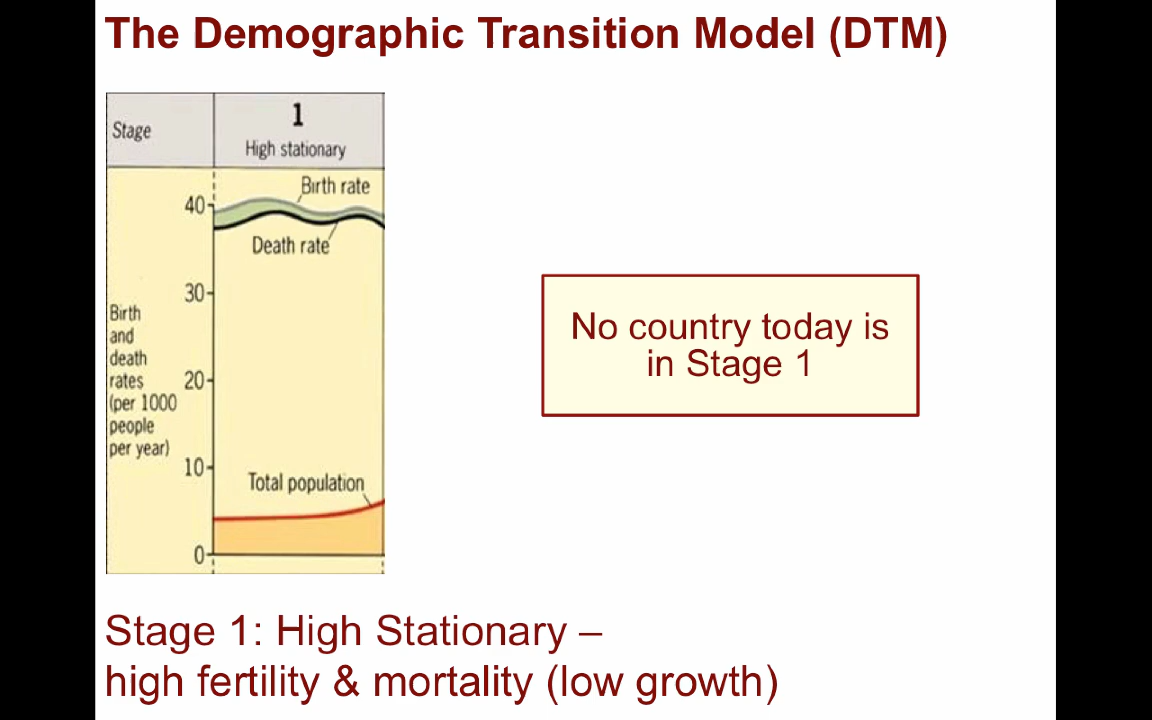 The Demographic Transition Model (DTM)
Stage
1
High stationary
Birth rate
40
Death rate
30
Birth
and
death
rates
(per 1000
people
per year)
20
10
Total population
0
No country today is
in Stage 1
Stage 1: High Stationary –
high fertility & mortality (low growth)